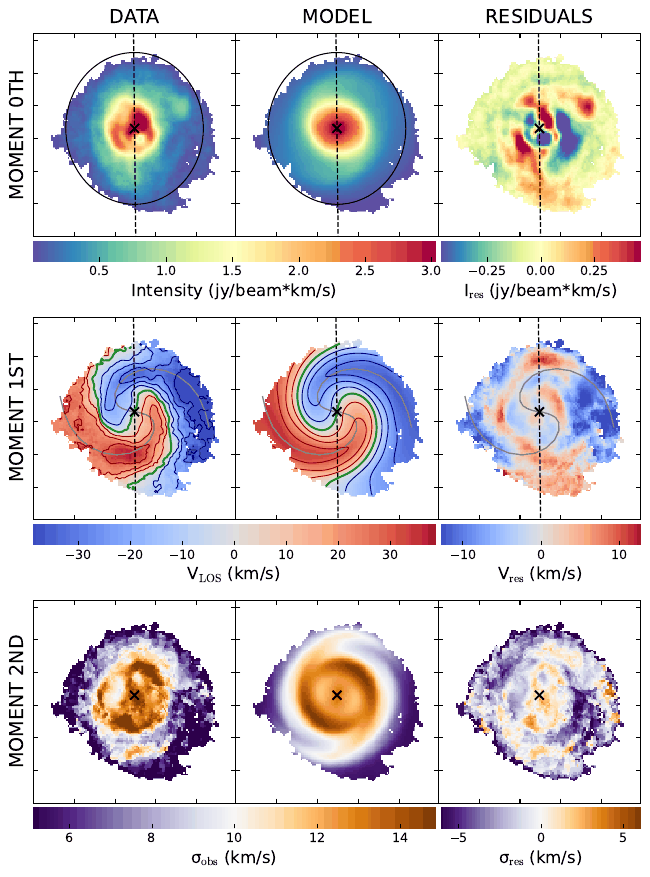 DATA MODEL RESIDUALS
MOMENT 0TH
0.5 1.0 1.5 2.0 2.5 3.0 −0.25 0.00 0.25
Intensity (jy/beam*km/s) I_res (jy/beam*km/s)
MOMENT 1ST
−30 −20 −10 0 10 20 30 −10 0 10
V_LOS (km/s) V_res (km/s)
MOMENT 2ND
6 8 10 12 14 −5 0 5
σ_obs (km/s) σ_res (km/s)